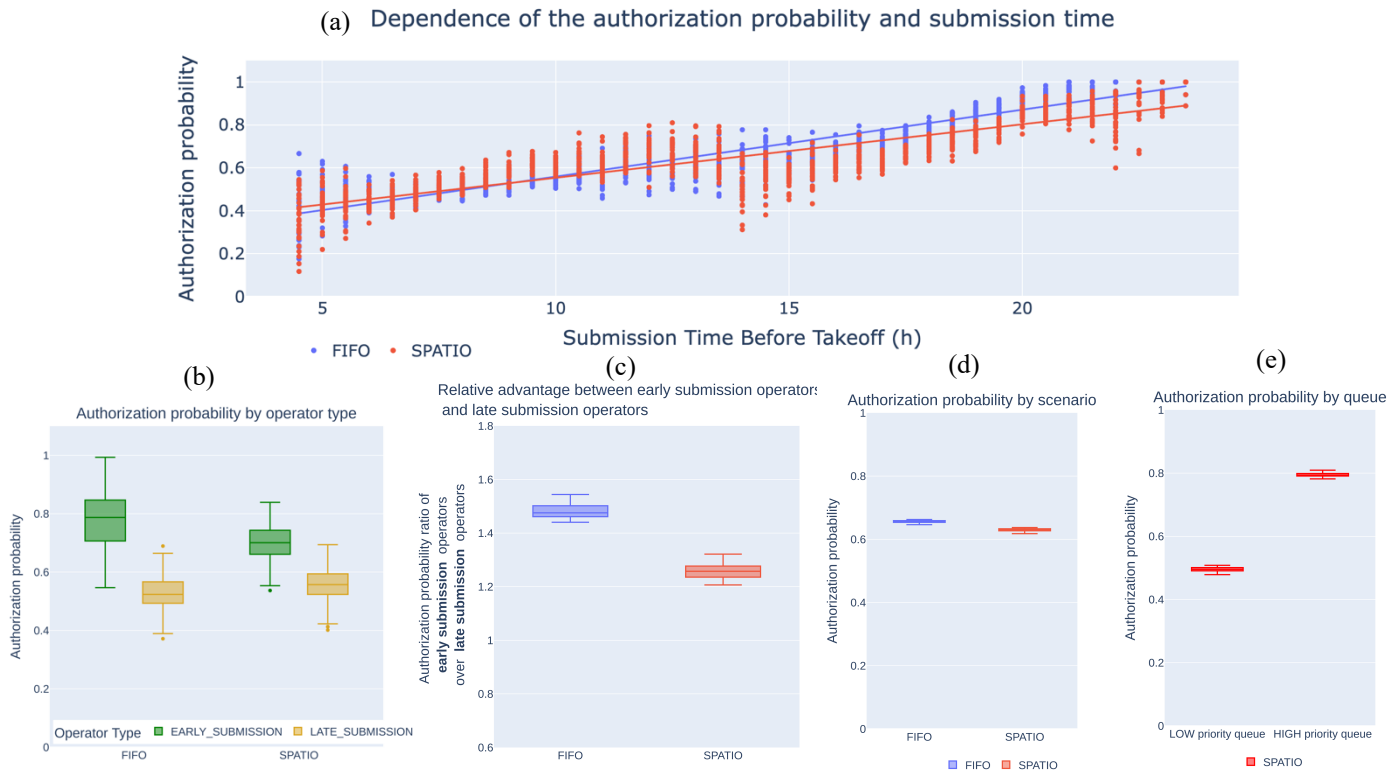 (a) Dependence of the authorization probability and submission time
Authorization probability
1
0.8
0.6
0.4
0.2
0
5 10 15 20
Submission Time Before Takeoff (h)
FIFO SPATIO
(b)
Authorization probability by operator type
Authorization probability
1
0.8
0.6
0.4
0.2
0
Operator Type EARLY_SUBMISSION LATE_SUBMISSION
FIFO SPATIO
(c)
Relative advantage between early submission operators
and late submission operators
Authorization probability ratio of
early submission operators
over late submission operators
1.8
1.6
1.4
1.2
1
0.8
0.6
FIFO SPATIO
(d)
Authorization probability by scenario
Authorization probability
1
0.8
0.6
0.4
0.2
0
FIFO SPATIO
FIFO SPATIO
(e)
Authorization probability by queue
Authorization probability
1
0.8
0.6
0.4
0.2
0
LOW priority queue HIGH priority queue
SPATIO